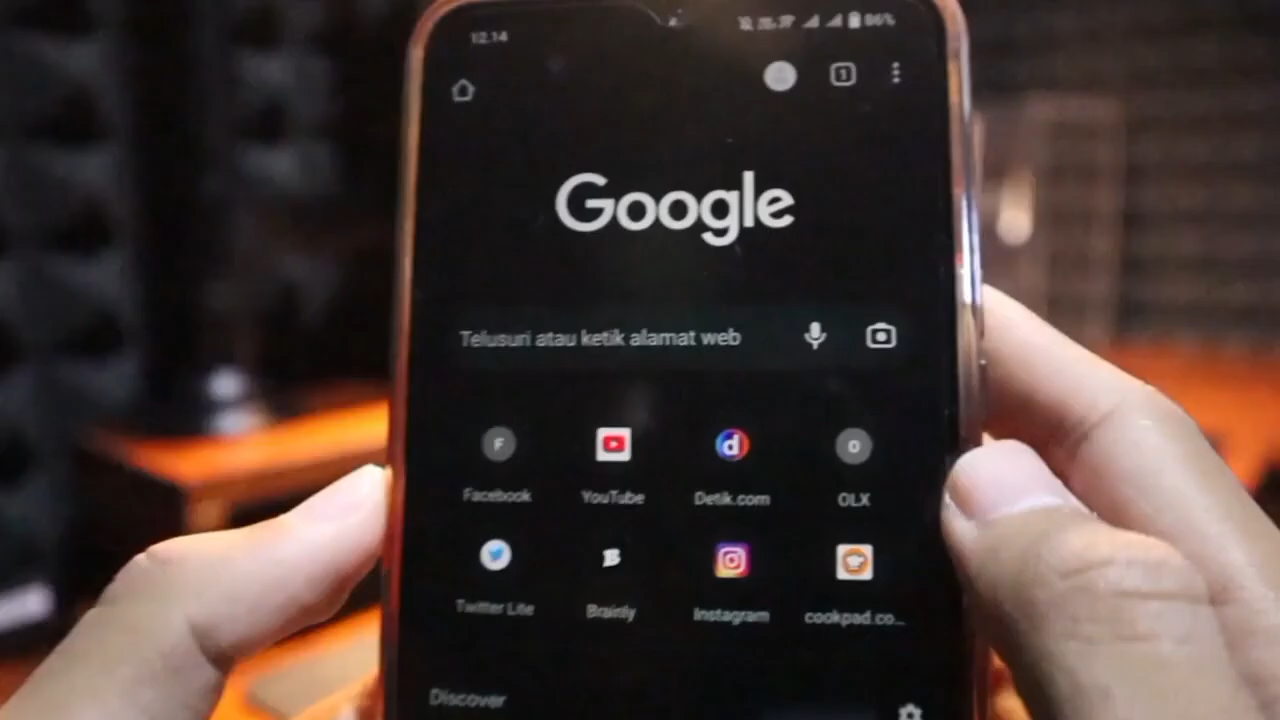 12.14
86%
1
Google
Telusuri atau ketik alamat web
F
d
O
Facebook
YouTube
Detik.com
OLX
B
Twitter Lite
Brainly
Instagram
cookpad.co...
Discover